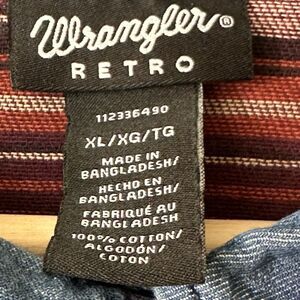 Wrangler®
RETRO
112336490
XL/XG/TG
MADE IN
BANGLADESH/
HECHO EN
BANGLADESH/
FABRIQUÉ AU
BANGLADESH
100% COTTON/
ALGODÓN/
COTON